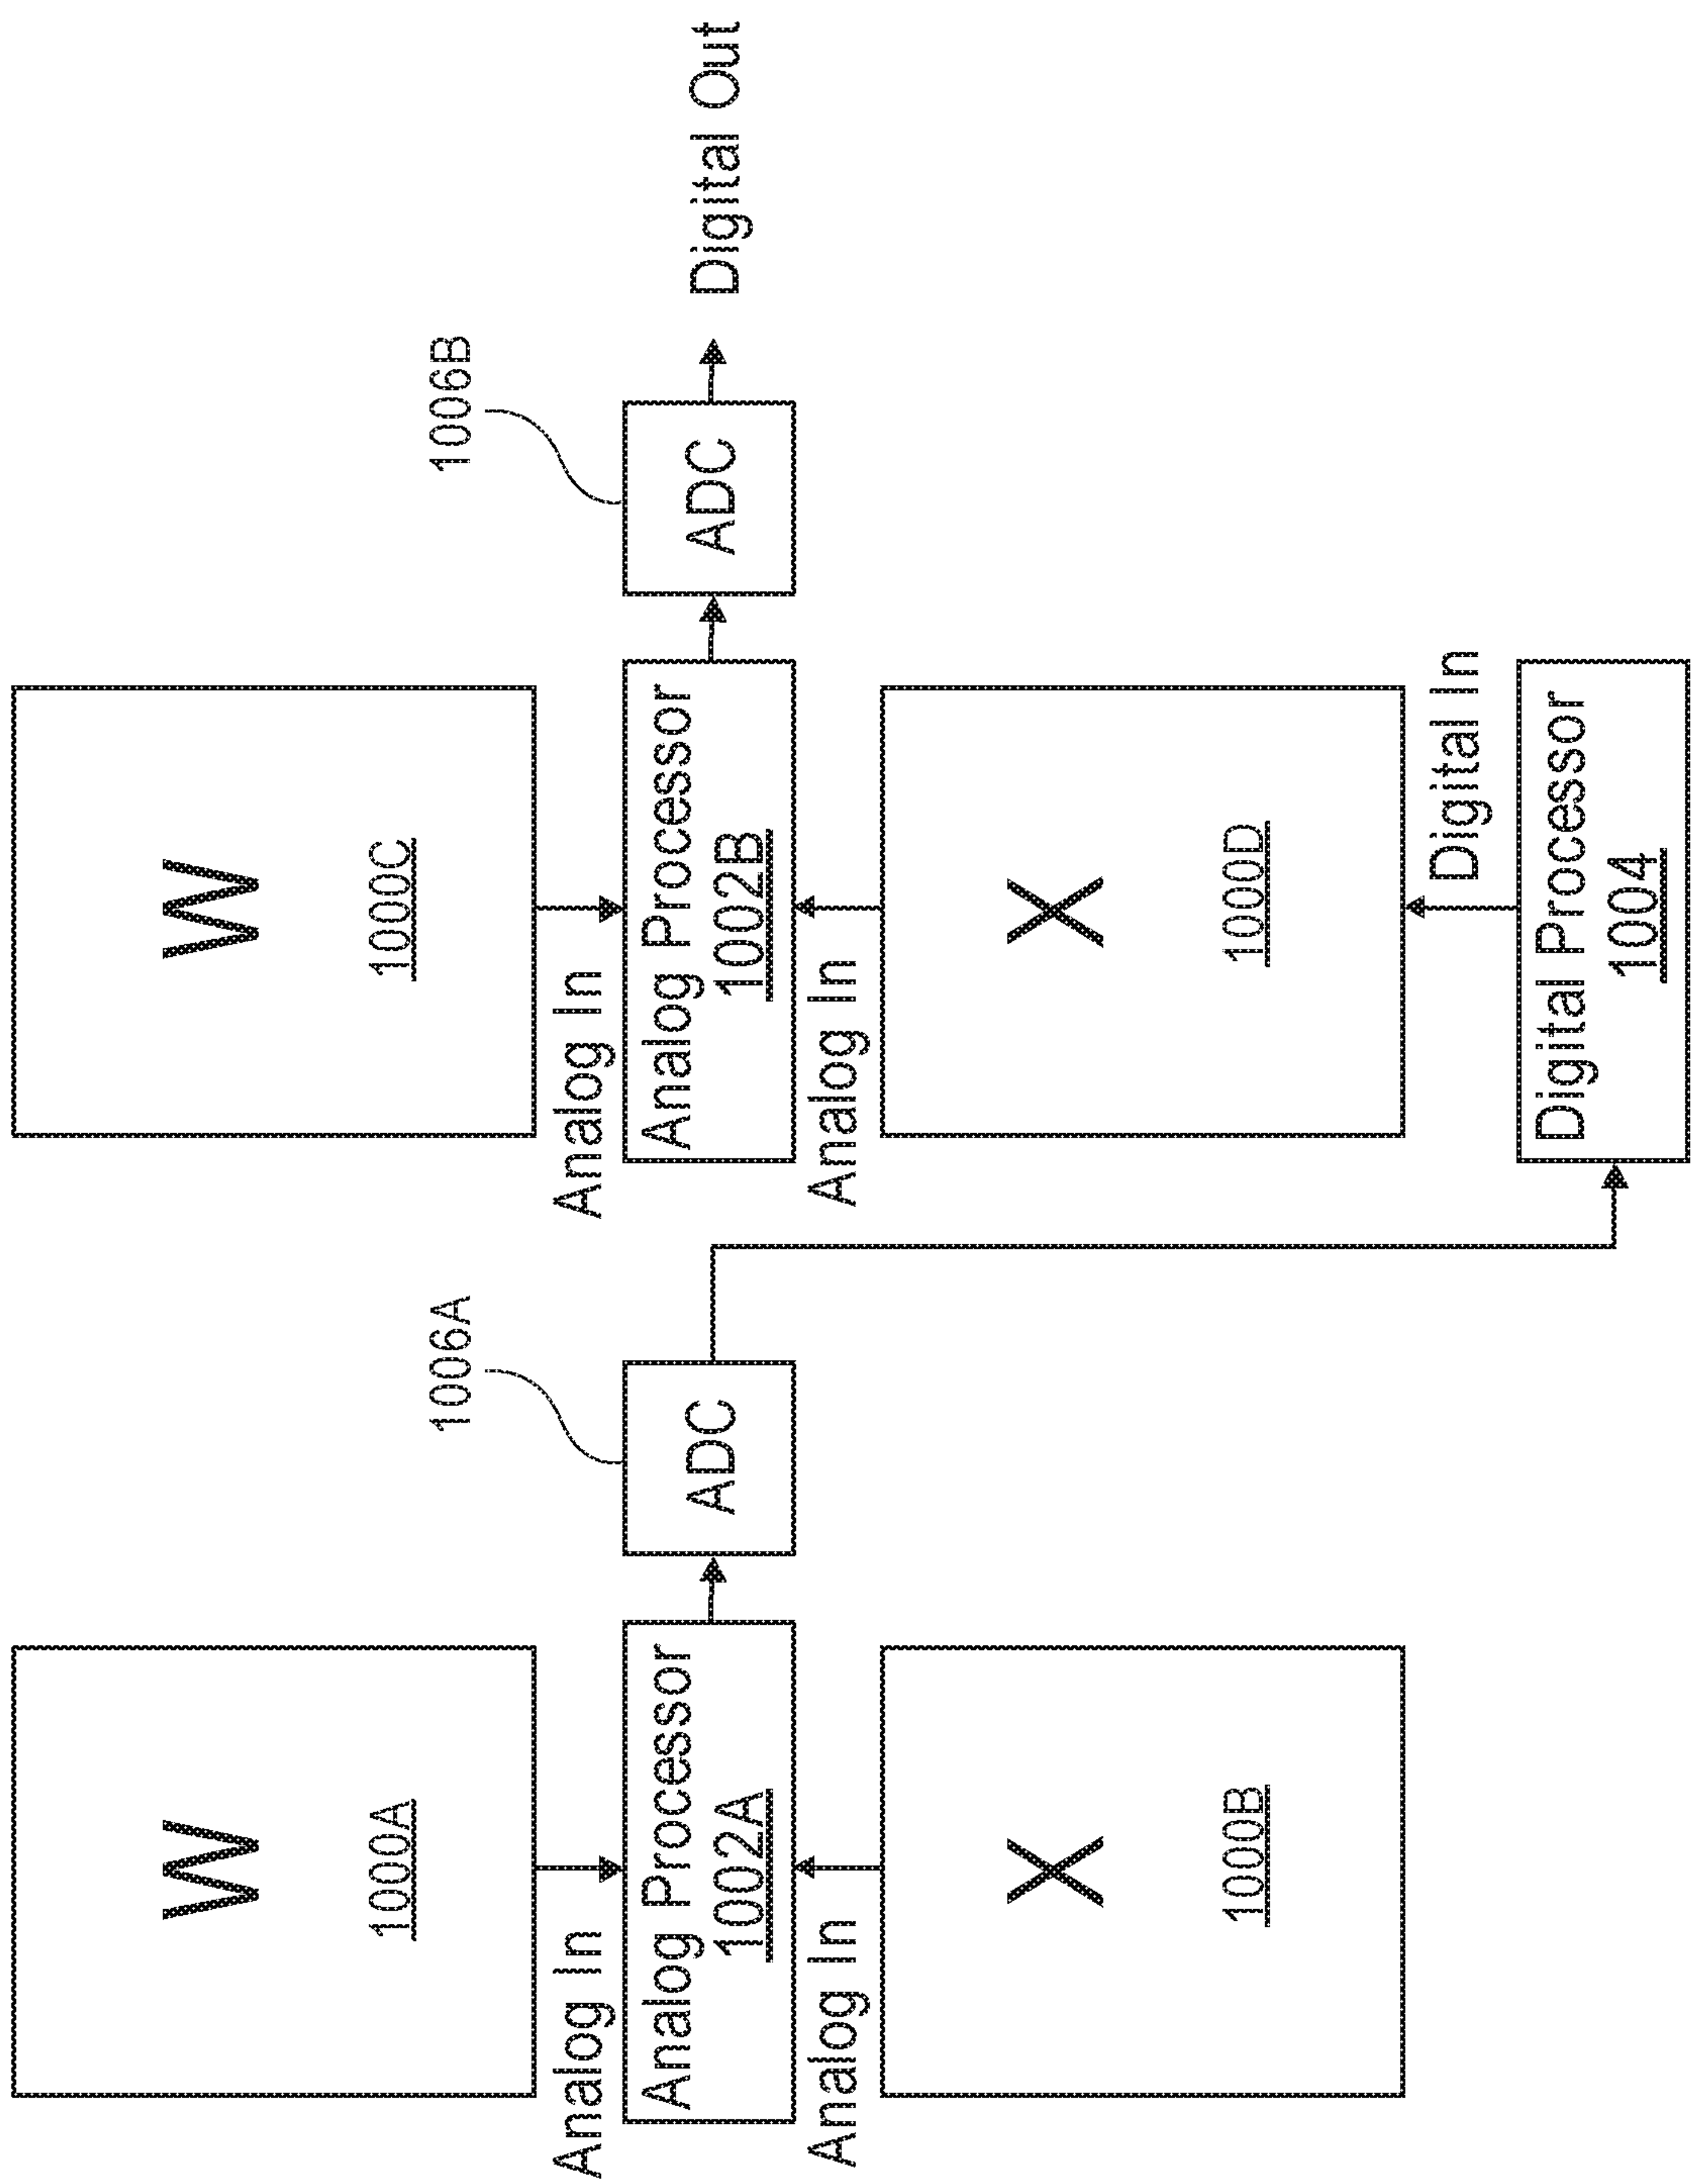 W
1000A
Analog In
Analog Processor
1002A
Analog In
X
1000B
1006A
ADC
W
1000C
Analog In
Analog Processor
1002B
Analog In
X
1000D
Digital In
Digital Processor
1004
1006B
ADC
Digital Out